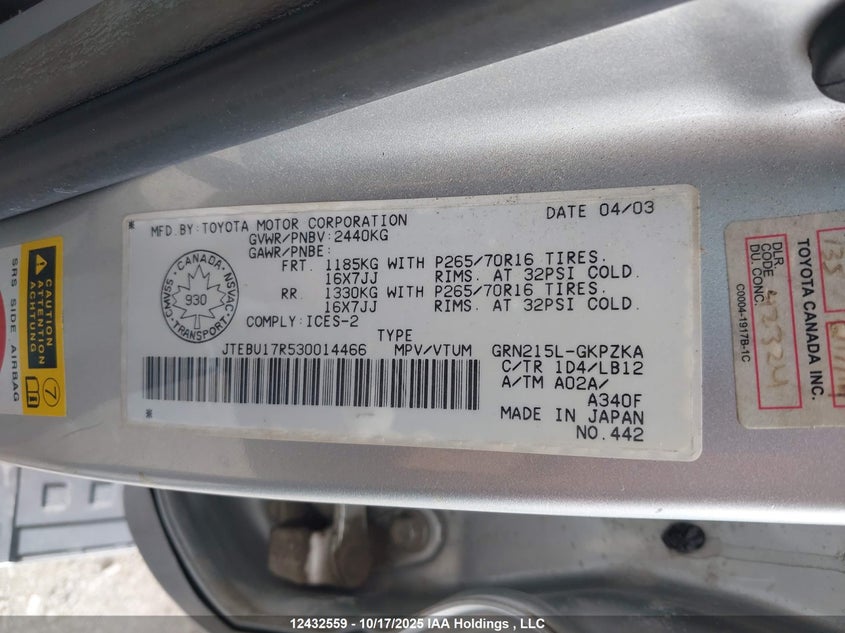 MFD.BY:TOYOTA MOTOR CORPORATION
DATE 04/03
GVWR/PNBV:2440KG
GAWR/PNBE:
FRT. 1185KG WITH P265/70R16 TIRES.
16X7JJ RIMS. AT 32PSI COLD.
RR. 1330KG WITH P265/70R16 TIRES.
16X7JJ RIMS. AT 32PSI COLD.
CANADA
CMVSS NSVAC
930
TRANSPORT
COMPLY:ICES-2
TYPE
JTEBU17R530014466 MPV/VTUM GRN215L-GKPZKA
C/TR 1D4/LB12
A/TM A02A/
A340F
MADE IN JAPAN
NO.442
CAUTION
ATTENTION
ACHTUNG
7
SRS SIDE AIRBAG
TOYOTA CANADA INC.
DLR.
CODE
DU CONC.
C0004-1917B-1C
12432559 - 10/17/2025 IAA Holdings , LLC